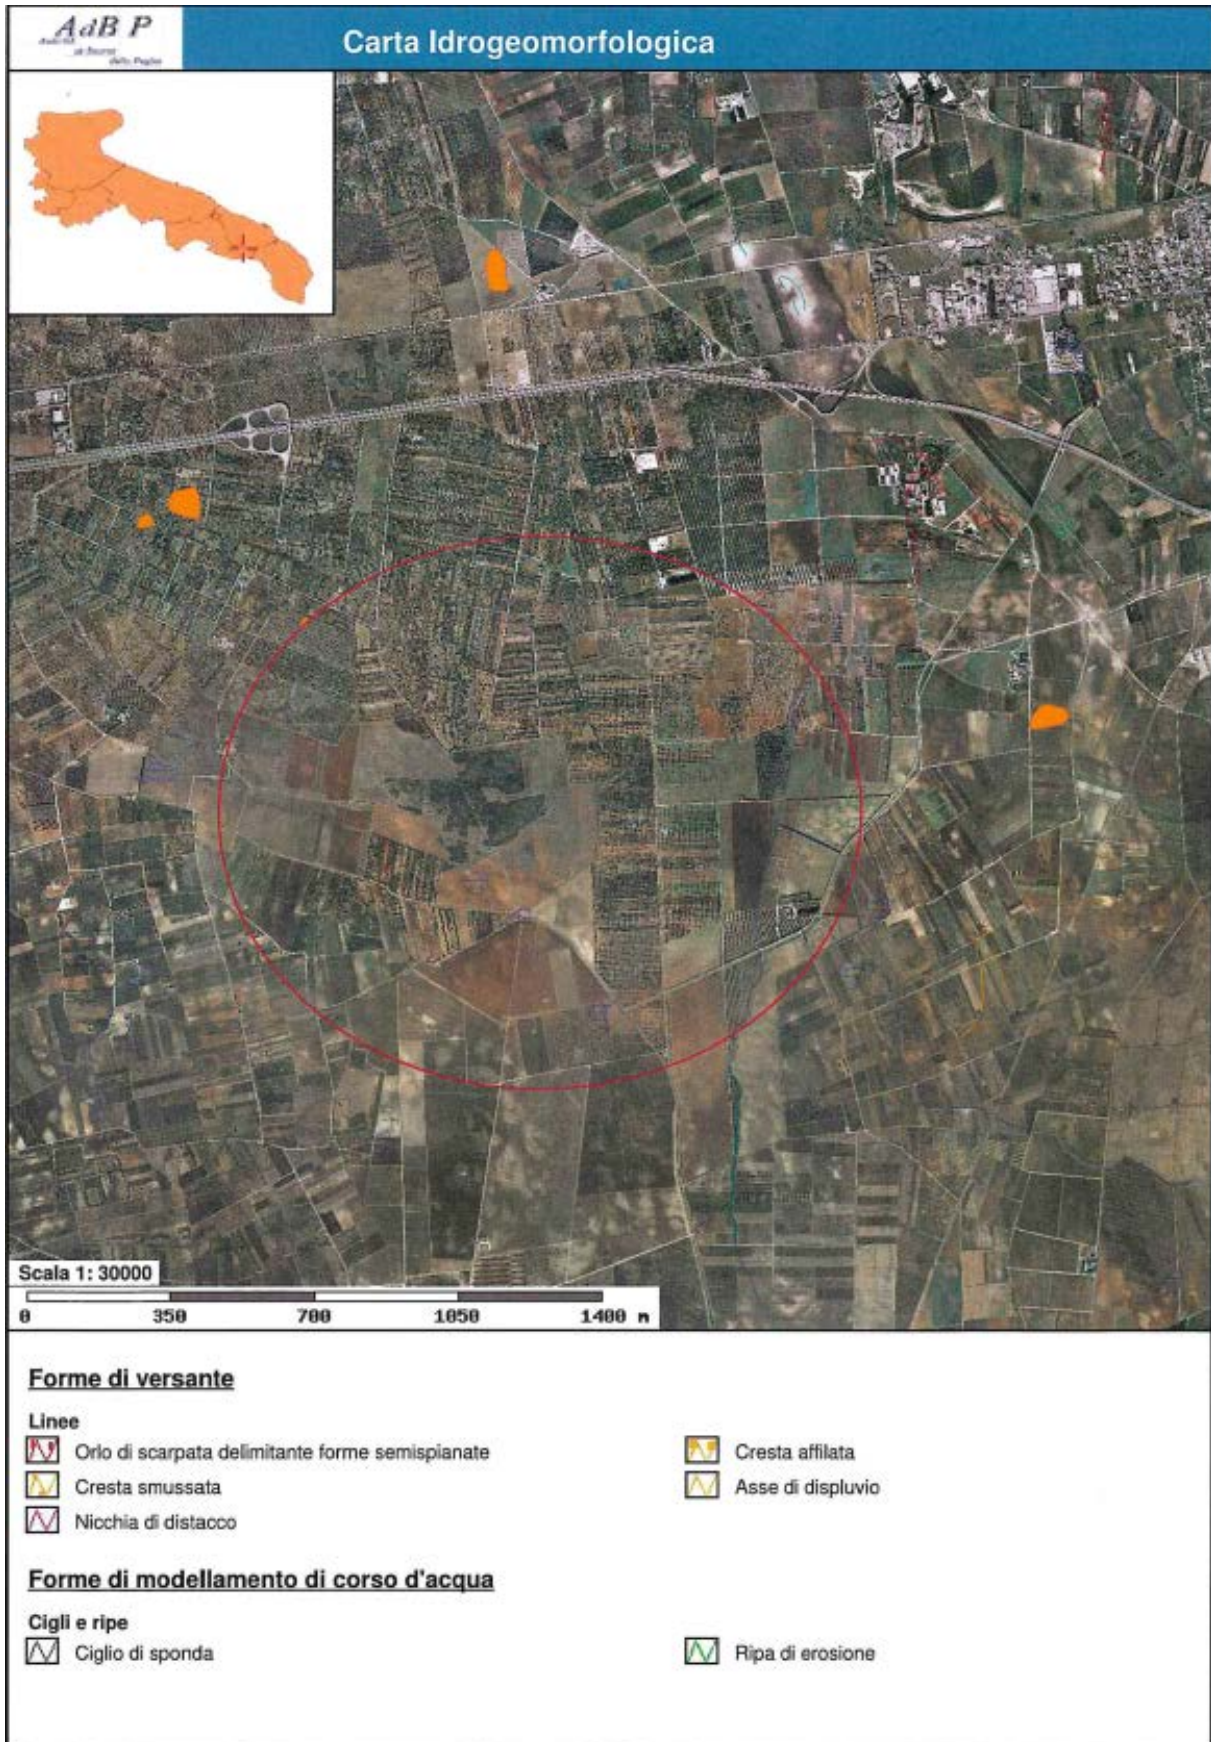 AdB P
della Puglia
Carta Idrogeomorfologica
Scala 1: 30000
0 350 700 1050 1400 m
Forme di versante
Linee
Orlo di scarpata delimitante forme semispianate
Cresta affilata
Cresta smussata
Asse di displuvio
Nicchia di distacco
Forme di modellamento di corso d'acqua
Cigli e ripe
Ciglio di sponda
Ripa di erosione